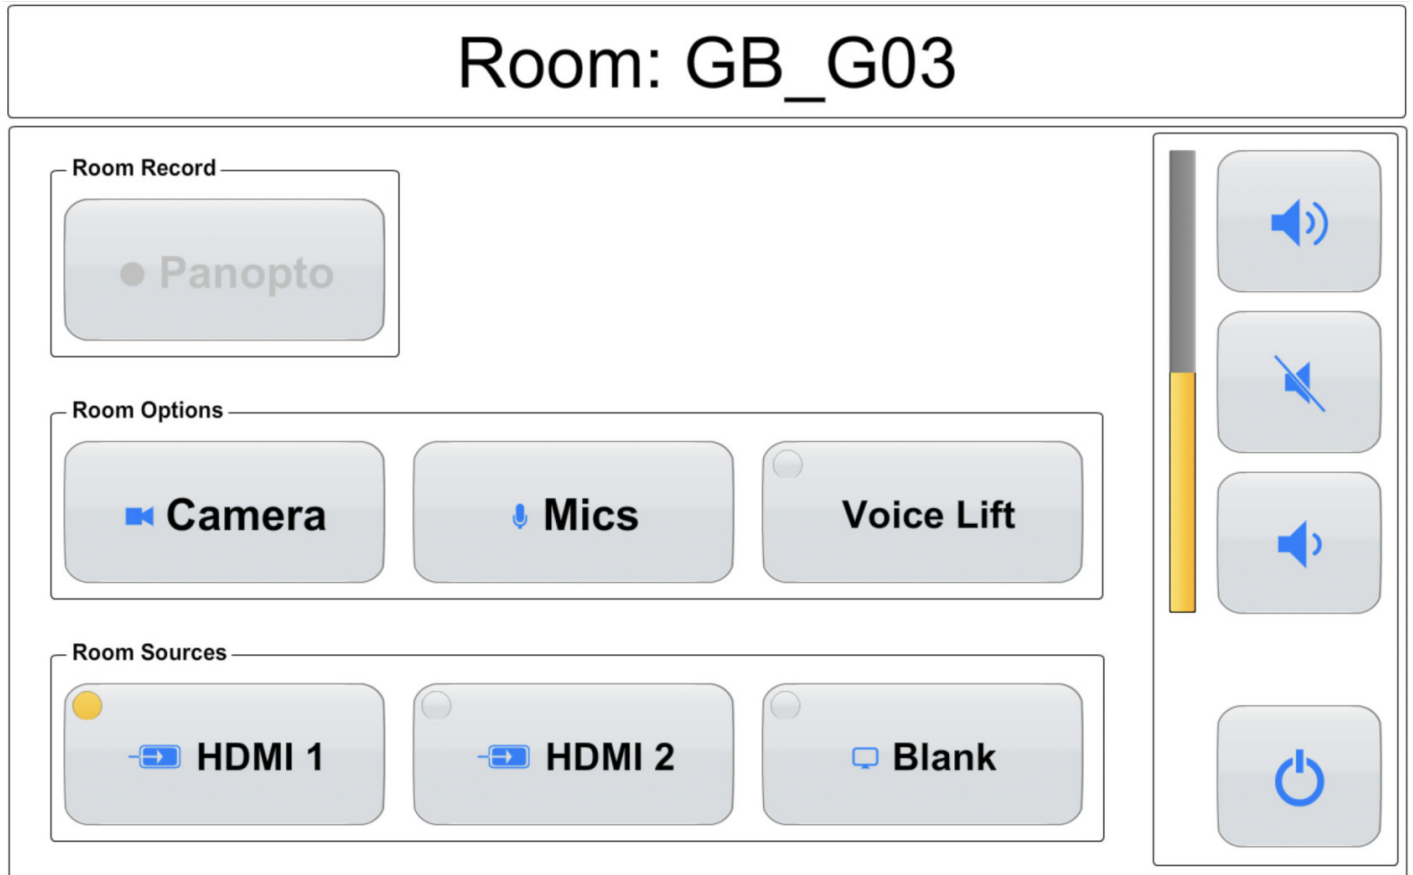 Room: GB_G03
Room Record
Panopto
Room Options
Camera
Mics
Voice Lift
Room Sources
HDMI 1
HDMI 2
Blank